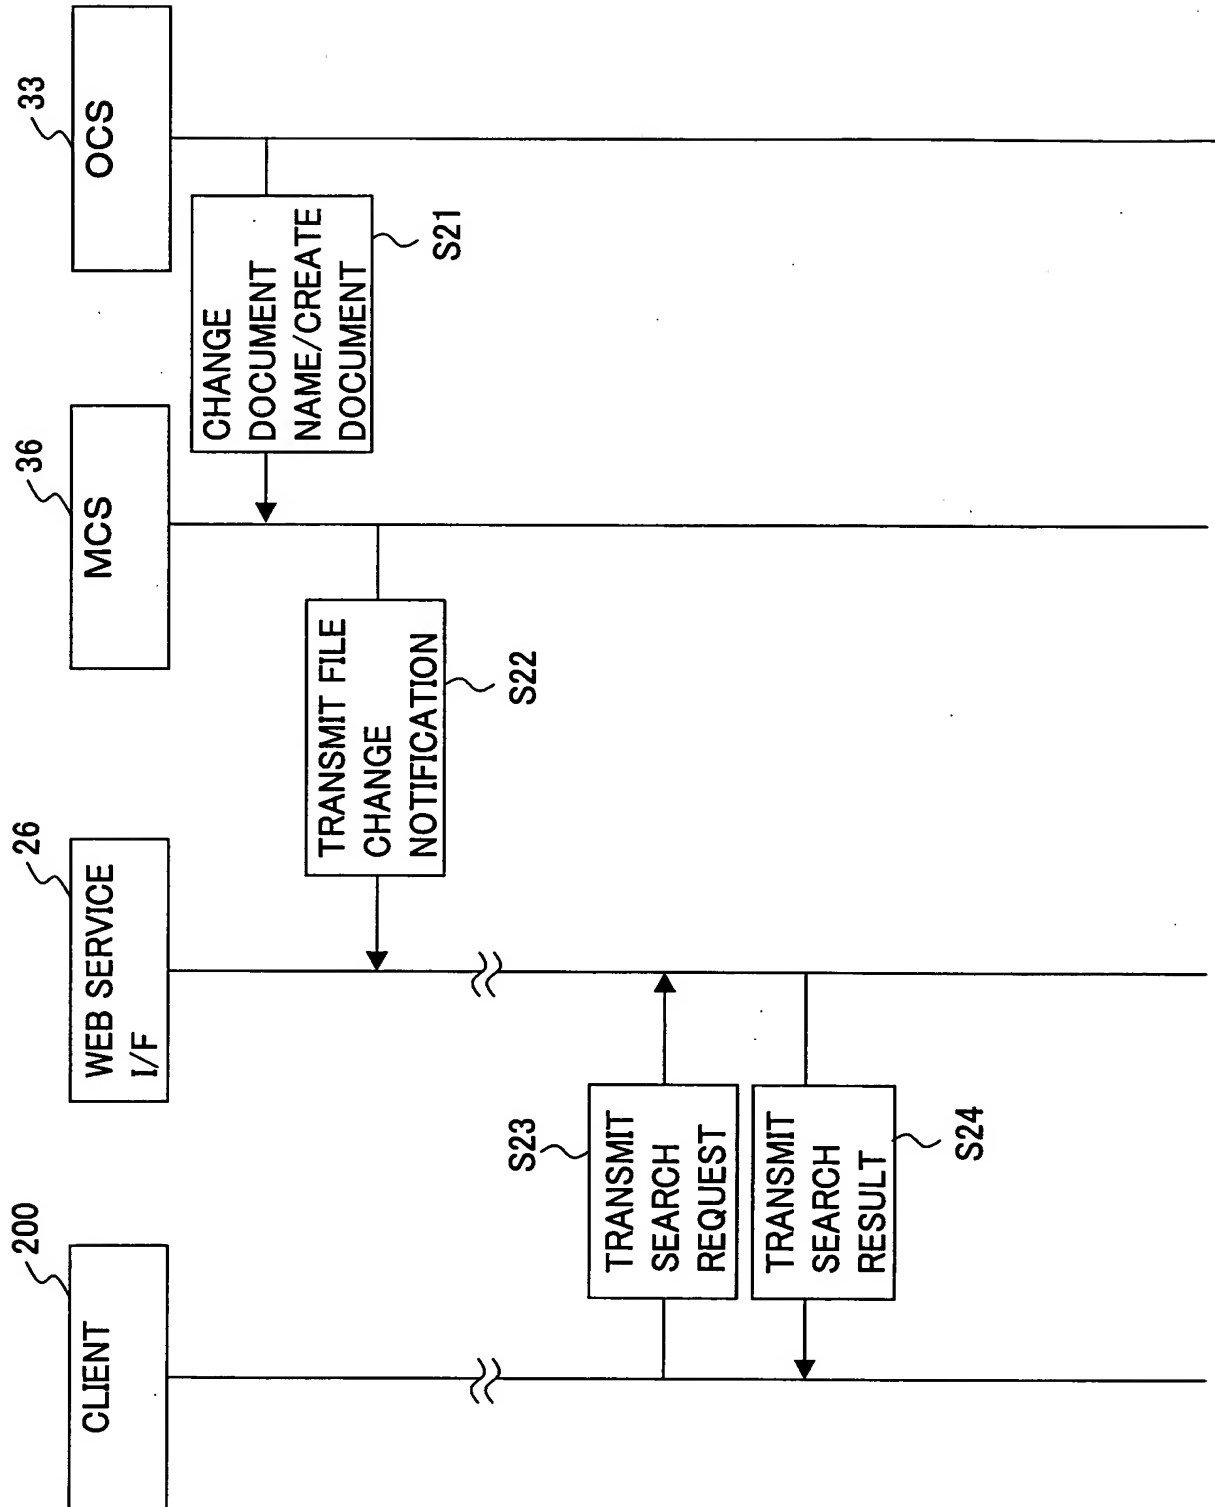 200
CLIENT
26
WEB SERVICE
I/F
36
MCS
33
OCS
CHANGE
DOCUMENT
NAME/CREATE
DOCUMENT
S21
TRANSMIT FILE
CHANGE
NOTIFICATION
S22
S23
TRANSMIT
SEARCH
REQUEST
TRANSMIT
SEARCH
RESULT
S24